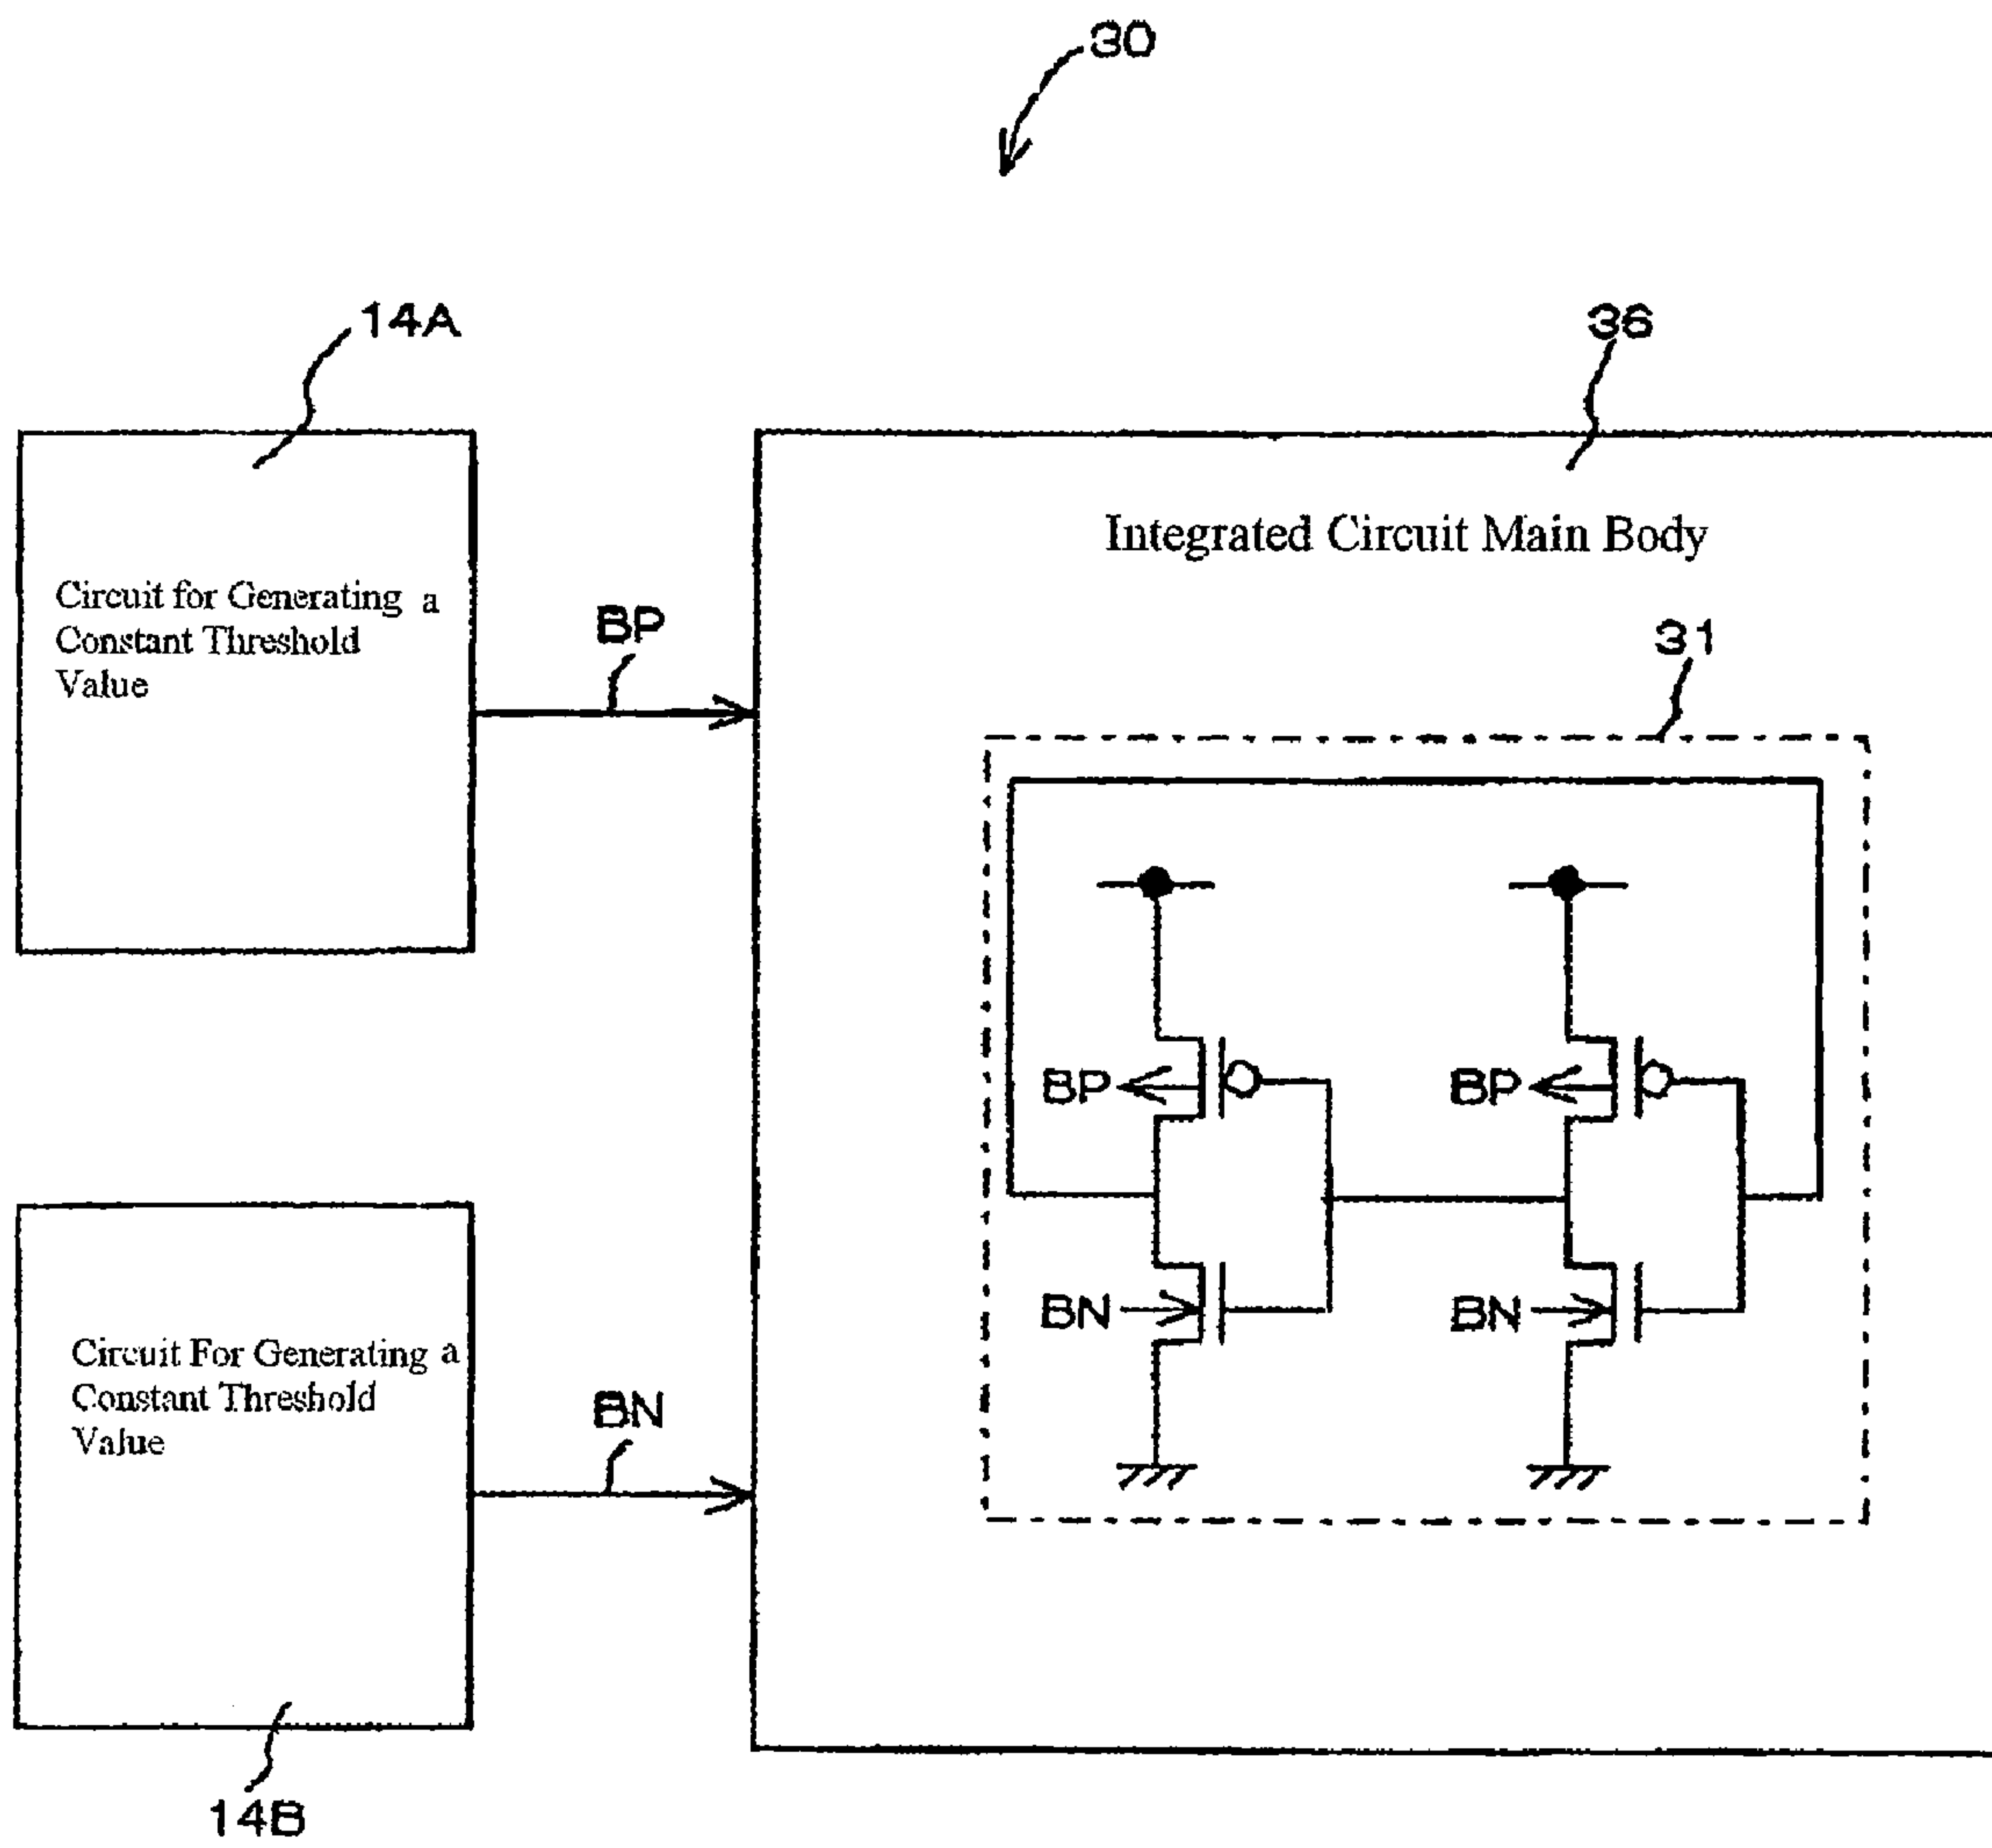 30
14A
36
Integrated Circuit Main Body
Circuit for Generating a
Constant Threshold
Value
BP
31
BP
BP
BN
BN
Circuit For Generating a
Constant Threshold
Value
BN
14B